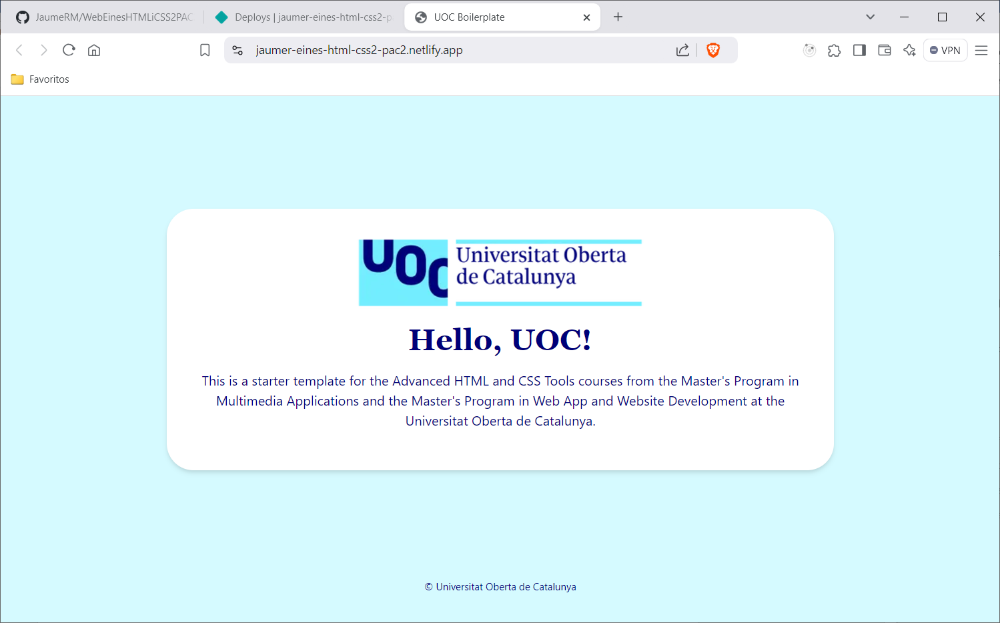 JaumeRM/WebEinesHTMLiCSS2PAC
Deploys | jaumer-eines-html-css2-p
UOC Boilerplate
jaumer-eines-html-css2-pac2.netlify.app
VPN
Favoritos
UOC
Universitat Oberta
de Catalunya
Hello, UOC!
This is a starter template for the Advanced HTML and CSS Tools courses from the Master's Program in
Multimedia Applications and the Master's Program in Web App and Website Development at the
Universitat Oberta de Catalunya.
© Universitat Oberta de Catalunya